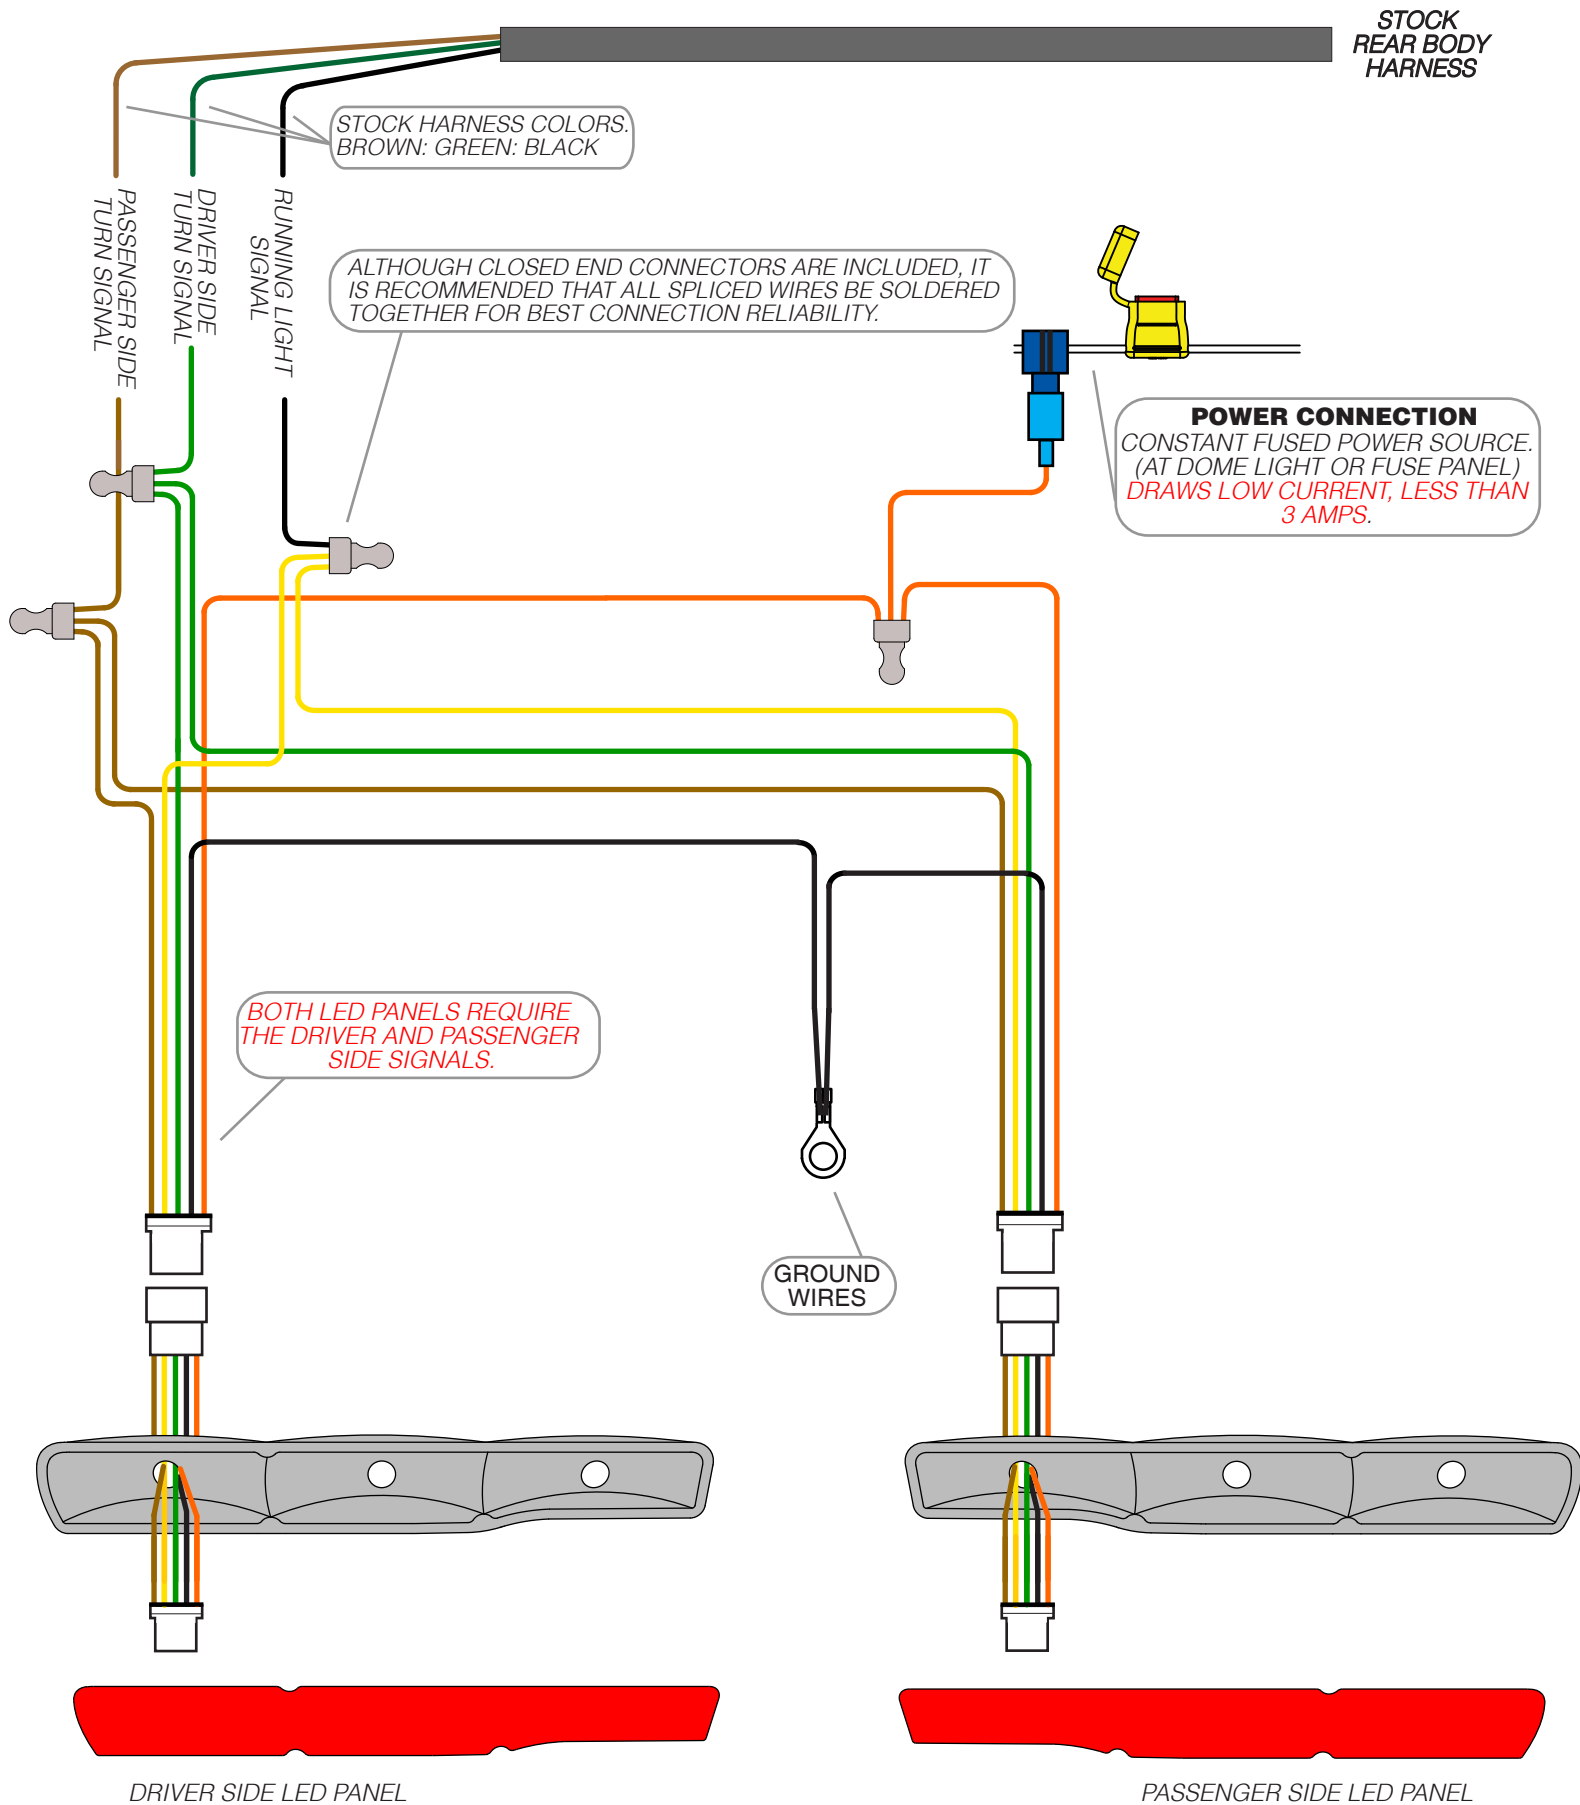 STOCK
REAR BODY
HARNESS
STOCK HARNESS COLORS.
BROWN: GREEN: BLACK
PASSENGER SIDE
TURN SIGNAL
DRIVER SIDE
TURN SIGNAL
RUNNING LIGHT
SIGNAL
ALTHOUGH CLOSED END CONNECTORS ARE INCLUDED, IT
IS RECOMMENDED THAT ALL SPLICED WIRES BE SOLDERED
TOGETHER FOR BEST CONNECTION RELIABILITY.
POWER CONNECTION
CONSTANT FUSED POWER SOURCE.
(AT DOME LIGHT OR FUSE PANEL)
DRAWS LOW CURRENT, LESS THAN
3 AMPS.
BOTH LED PANELS REQUIRE
THE DRIVER AND PASSENGER
SIDE SIGNALS.
GROUND
WIRES
DRIVER SIDE LED PANEL
PASSENGER SIDE LED PANEL